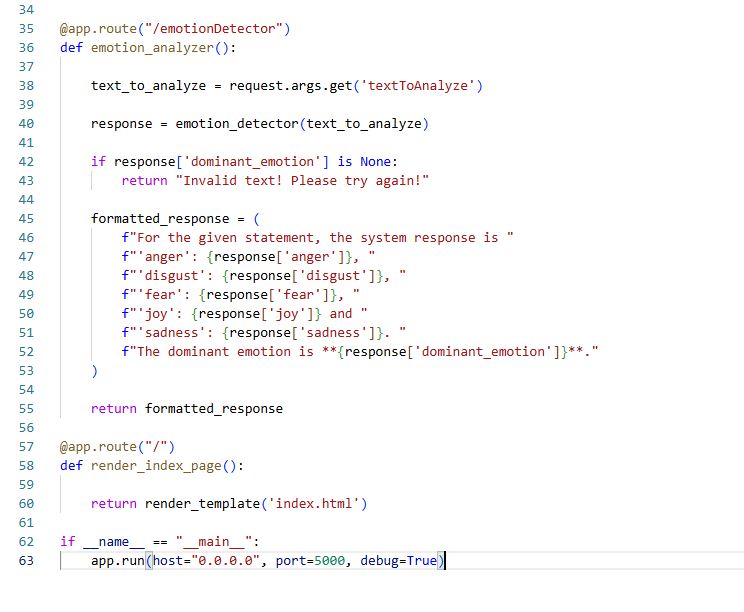 34
35 @app.route("/emotionDetector")
36 def emotion_analyzer():
37
38     text_to_analyze = request.args.get('textToAnalyze')
39
40     response = emotion_detector(text_to_analyze)
41
42     if response['dominant_emotion'] is None:
43         return "Invalid text! Please try again!"
44
45     formatted_response = (
46         f"For the given statement, the system response is "
47         f"'anger': {response['anger']}, "
48         f"'disgust': {response['disgust']}, "
49         f"'fear': {response['fear']}, "
50         f"'joy': {response['joy']} and "
51         f"'sadness': {response['sadness']}. "
52         f"The dominant emotion is **{response['dominant_emotion']}**."
53     )
54
55     return formatted_response
56
57 @app.route("/")
58 def render_index_page():
59
60     return render_template('index.html')
61
62 if __name__ == "__main__":
63     app.run(host="0.0.0.0", port=5000, debug=True)